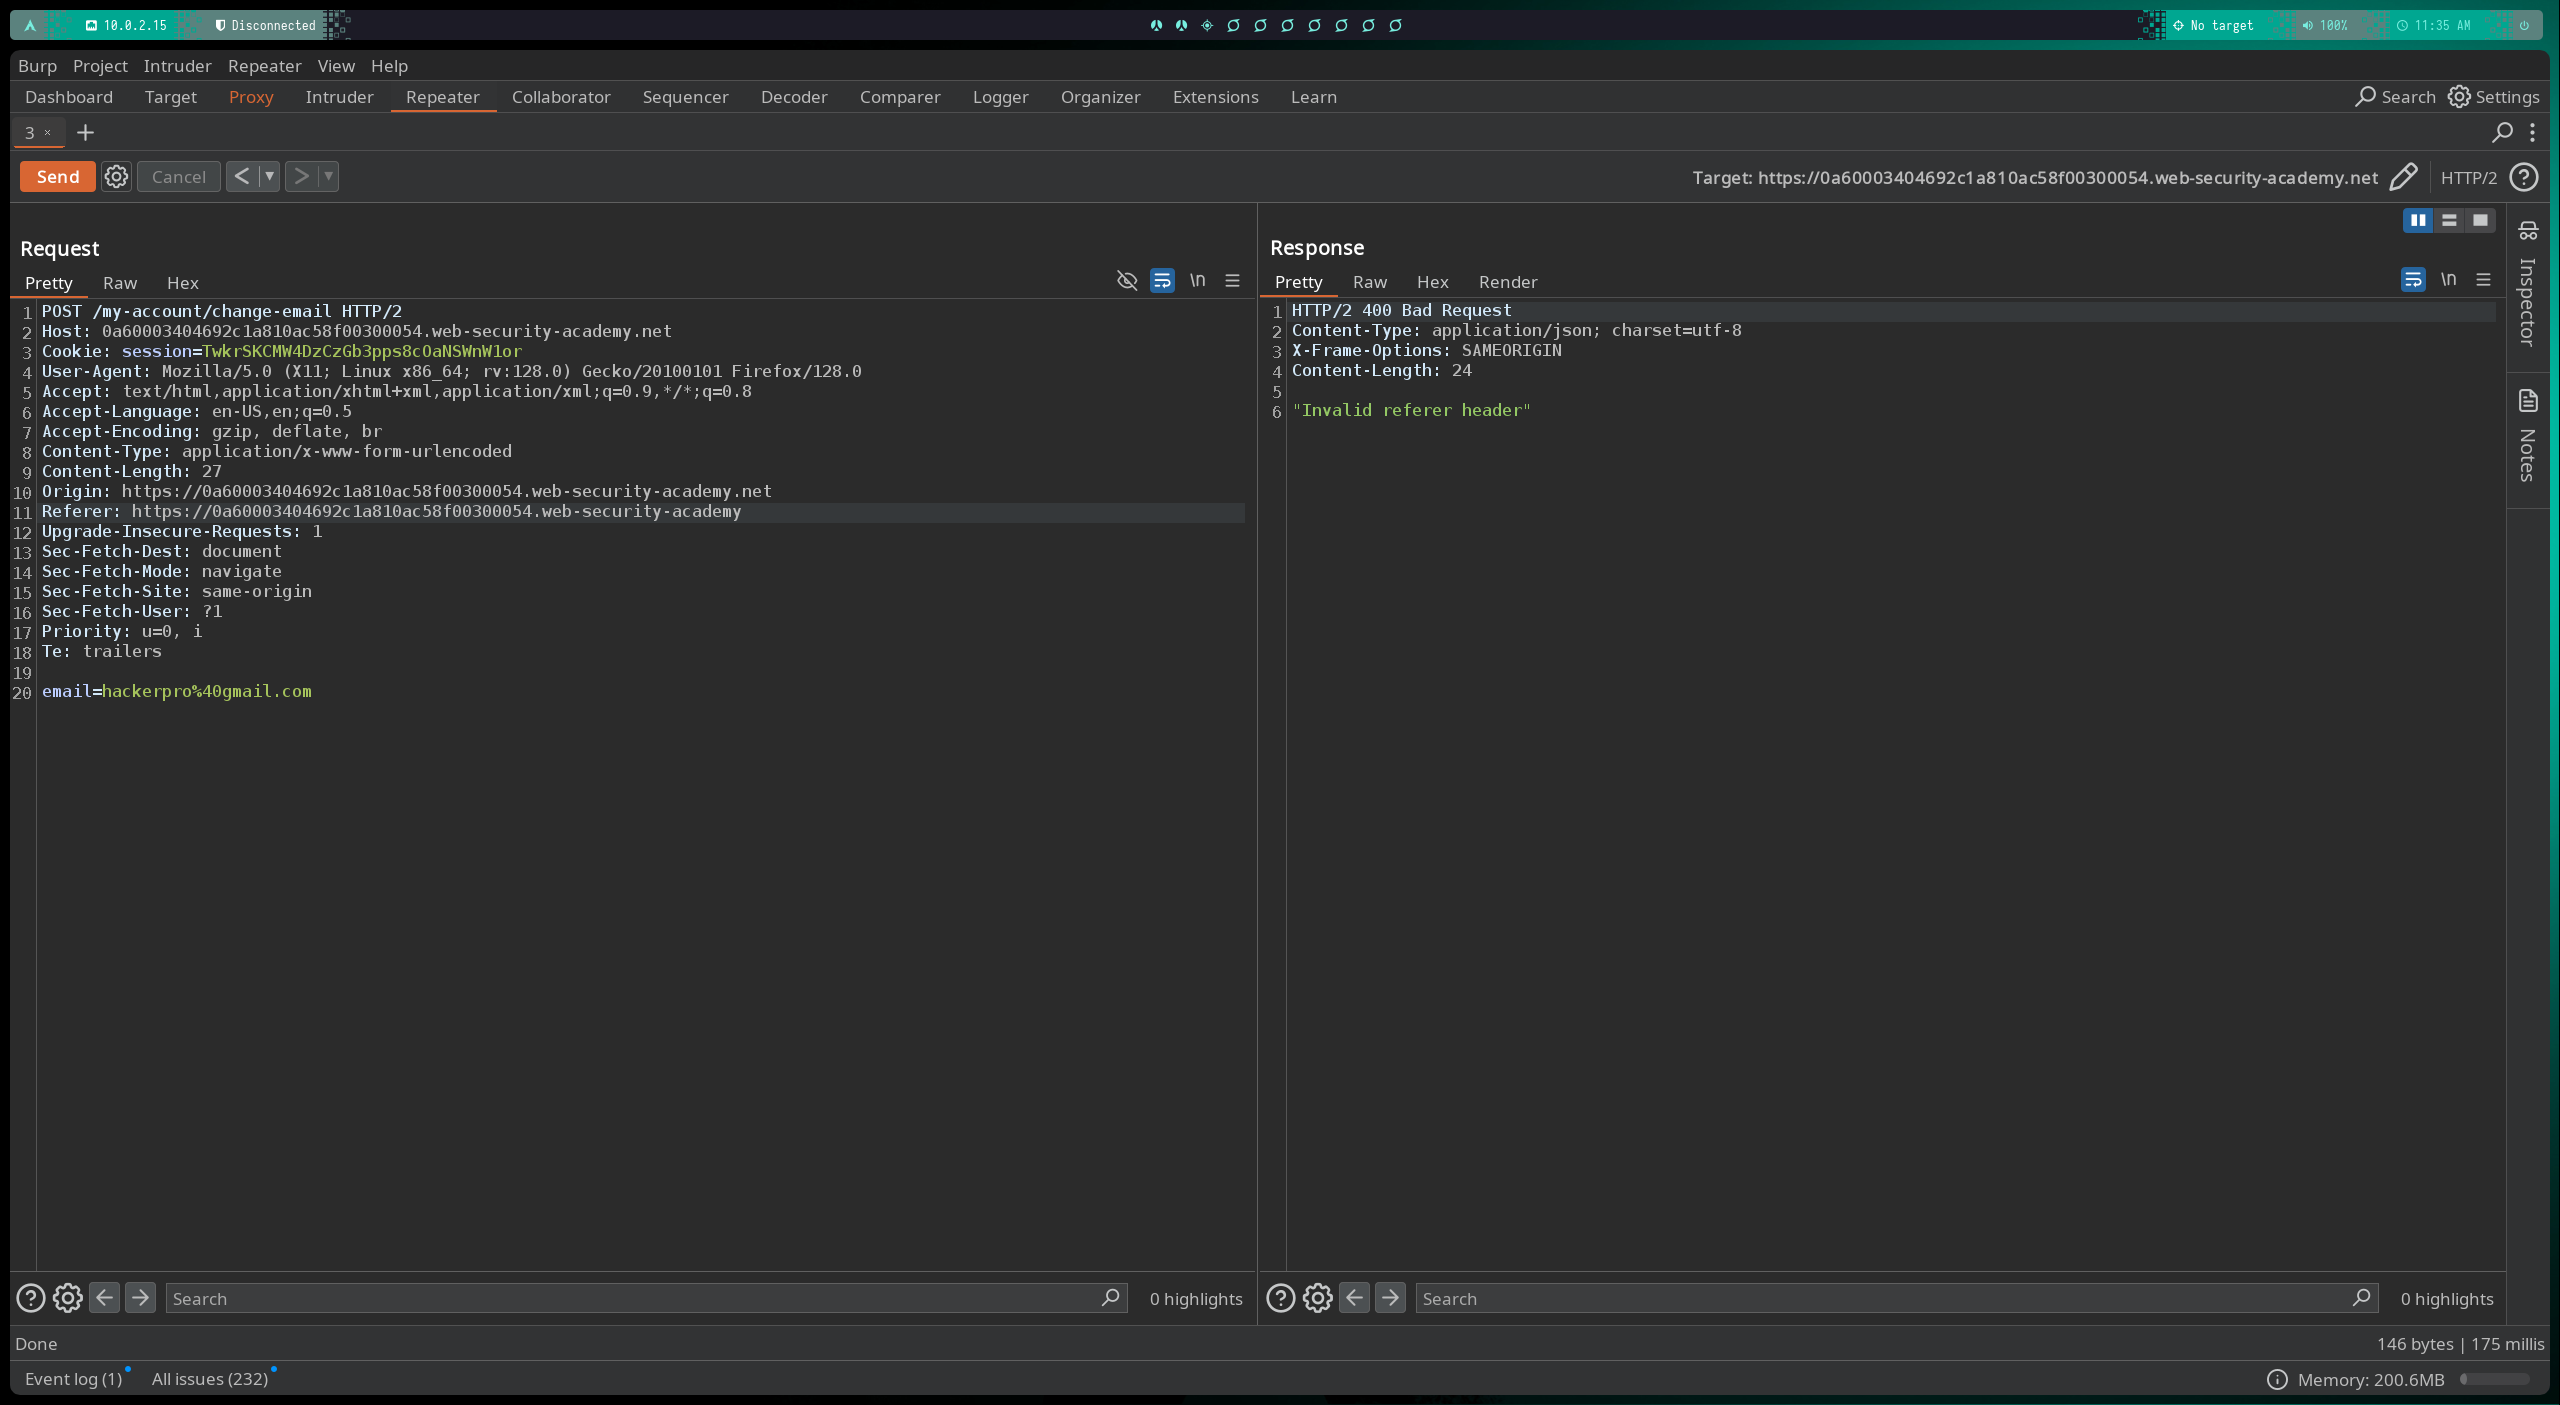 10.0.2.15 Disconnected No target 100% 11:35 AM
Burp Project Intruder Repeater View Help
Dashboard Target Proxy Intruder Repeater Collaborator Sequencer Decoder Comparer Logger Organizer Extensions Learn Search Settings
3 ×
Send Cancel < > Target: https://0a60003404692c1a810ac58f00300054.web-security-academy.net HTTP/2
Request
Pretty Raw Hex \n
1 POST /my-account/change-email HTTP/2
2 Host: 0a60003404692c1a810ac58f00300054.web-security-academy.net
3 Cookie: session=TwkrSKCMW4DzCzGb3pps8cOaNSWnW1or
4 User-Agent: Mozilla/5.0 (X11; Linux x86_64; rv:128.0) Gecko/20100101 Firefox/128.0
5 Accept: text/html,application/xhtml+xml,application/xml;q=0.9,*/*;q=0.8
6 Accept-Language: en-US,en;q=0.5
7 Accept-Encoding: gzip, deflate, br
8 Content-Type: application/x-www-form-urlencoded
9 Content-Length: 27
10 Origin: https://0a60003404692c1a810ac58f00300054.web-security-academy.net
11 Referer: https://0a60003404692c1a810ac58f00300054.web-security-academy
12 Upgrade-Insecure-Requests: 1
13 Sec-Fetch-Dest: document
14 Sec-Fetch-Mode: navigate
15 Sec-Fetch-Site: same-origin
16 Sec-Fetch-User: ?1
17 Priority: u=0, i
18 Te: trailers
19
20 email=hackerpro%40gmail.com
Search 0 highlights
Response
Pretty Raw Hex Render \n
1 HTTP/2 400 Bad Request
2 Content-Type: application/json; charset=utf-8
3 X-Frame-Options: SAMEORIGIN
4 Content-Length: 24
5
6 "Invalid referer header"
Search 0 highlights
Inspector
Notes
Done 146 bytes | 175 millis
Event log (1) All issues (232) Memory: 200.6MB